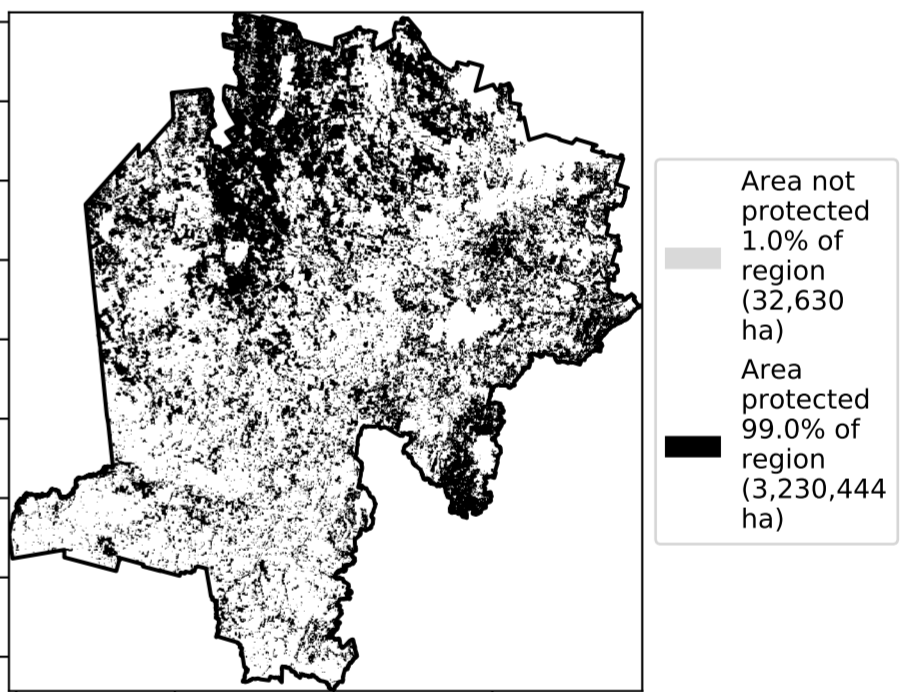 Area not
protected
1.0% of
region
(32,630
ha)
Area
protected
99.0% of
region
(3,230,444
ha)